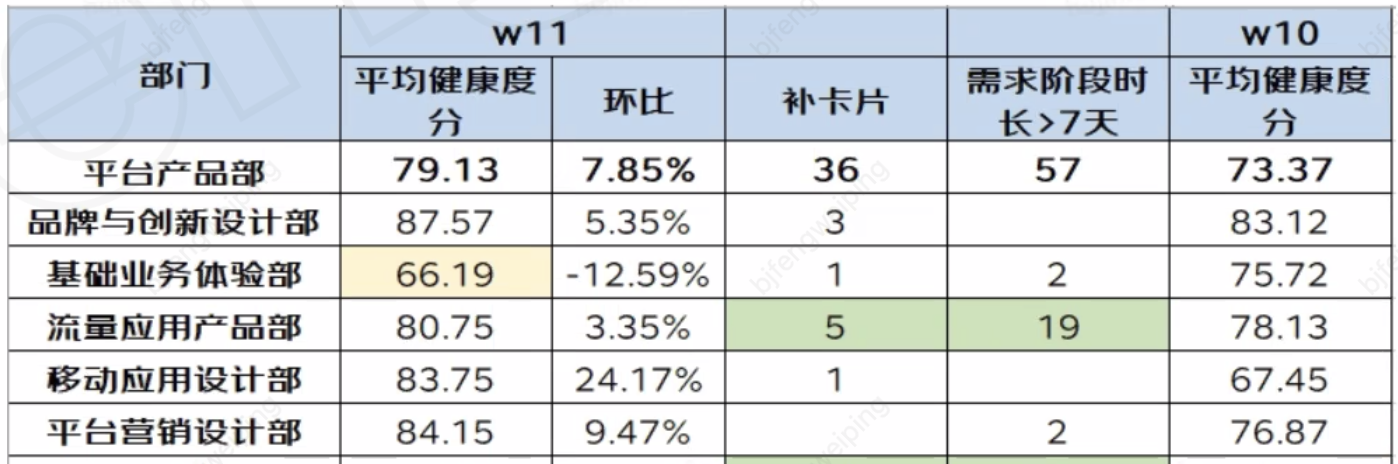 部门 w11 w10
平均健康度分 环比 补卡片 需求阶段时长>7天 平均健康度分
平台产品部 79.13 7.85% 36 57 73.37
品牌与创新设计部 87.57 5.35% 3 83.12
基础业务体验部 66.19 -12.59% 1 2 75.72
流量应用产品部 80.75 3.35% 5 19 78.13
移动应用设计部 83.75 24.17% 1 67.45
平台营销设计部 84.15 9.47% 2 76.87
bjfengweiping